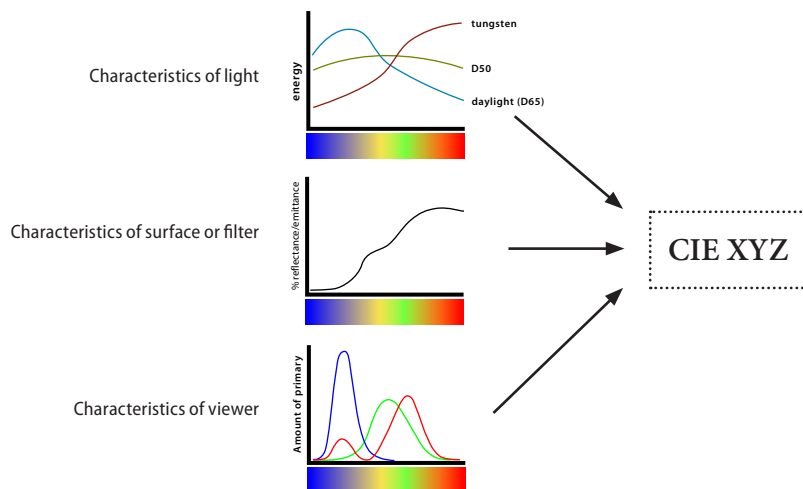 Characteristics of light
energy
tungsten
D50
daylight (D65)
Characteristics of surface or filter
% reflectance/emittance
CIE XYZ
Characteristics of viewer
Amount of primary